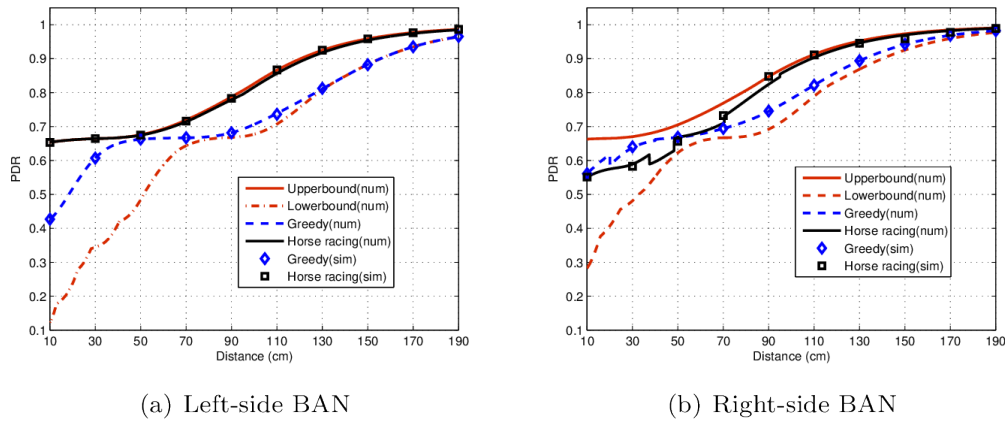 1
0.9
0.8
0.7
0.6
0.5
0.4
0.3
0.2
0.1
PDR
10 30 50 70 90 110 130 150 170 190
Distance (cm)
Upperbound(num)
Lowerbound(num)
Greedy(num)
Horse racing(num)
Greedy(sim)
Horse racing(sim)
(a) Left-side BAN
1
0.9
0.8
0.7
0.6
0.5
0.4
0.3
0.2
0.1
PDR
10 30 50 70 90 110 130 150 170 190
Distance (cm)
Upperbound(num)
Lowerbound(num)
Greedy(num)
Horse racing(num)
Greedy(sim)
Horse racing(sim)
(b) Right-side BAN